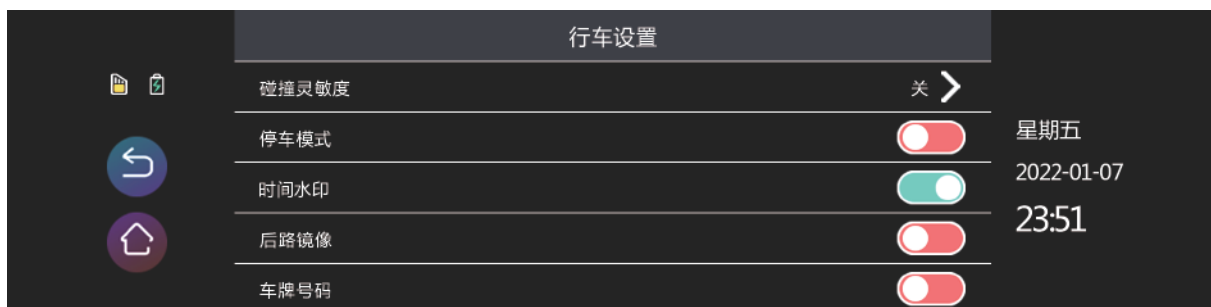 行车设置
碰撞灵敏度 关
停车模式
时间水印
后路镜像
车牌号码
星期五
2022-01-07
23:51